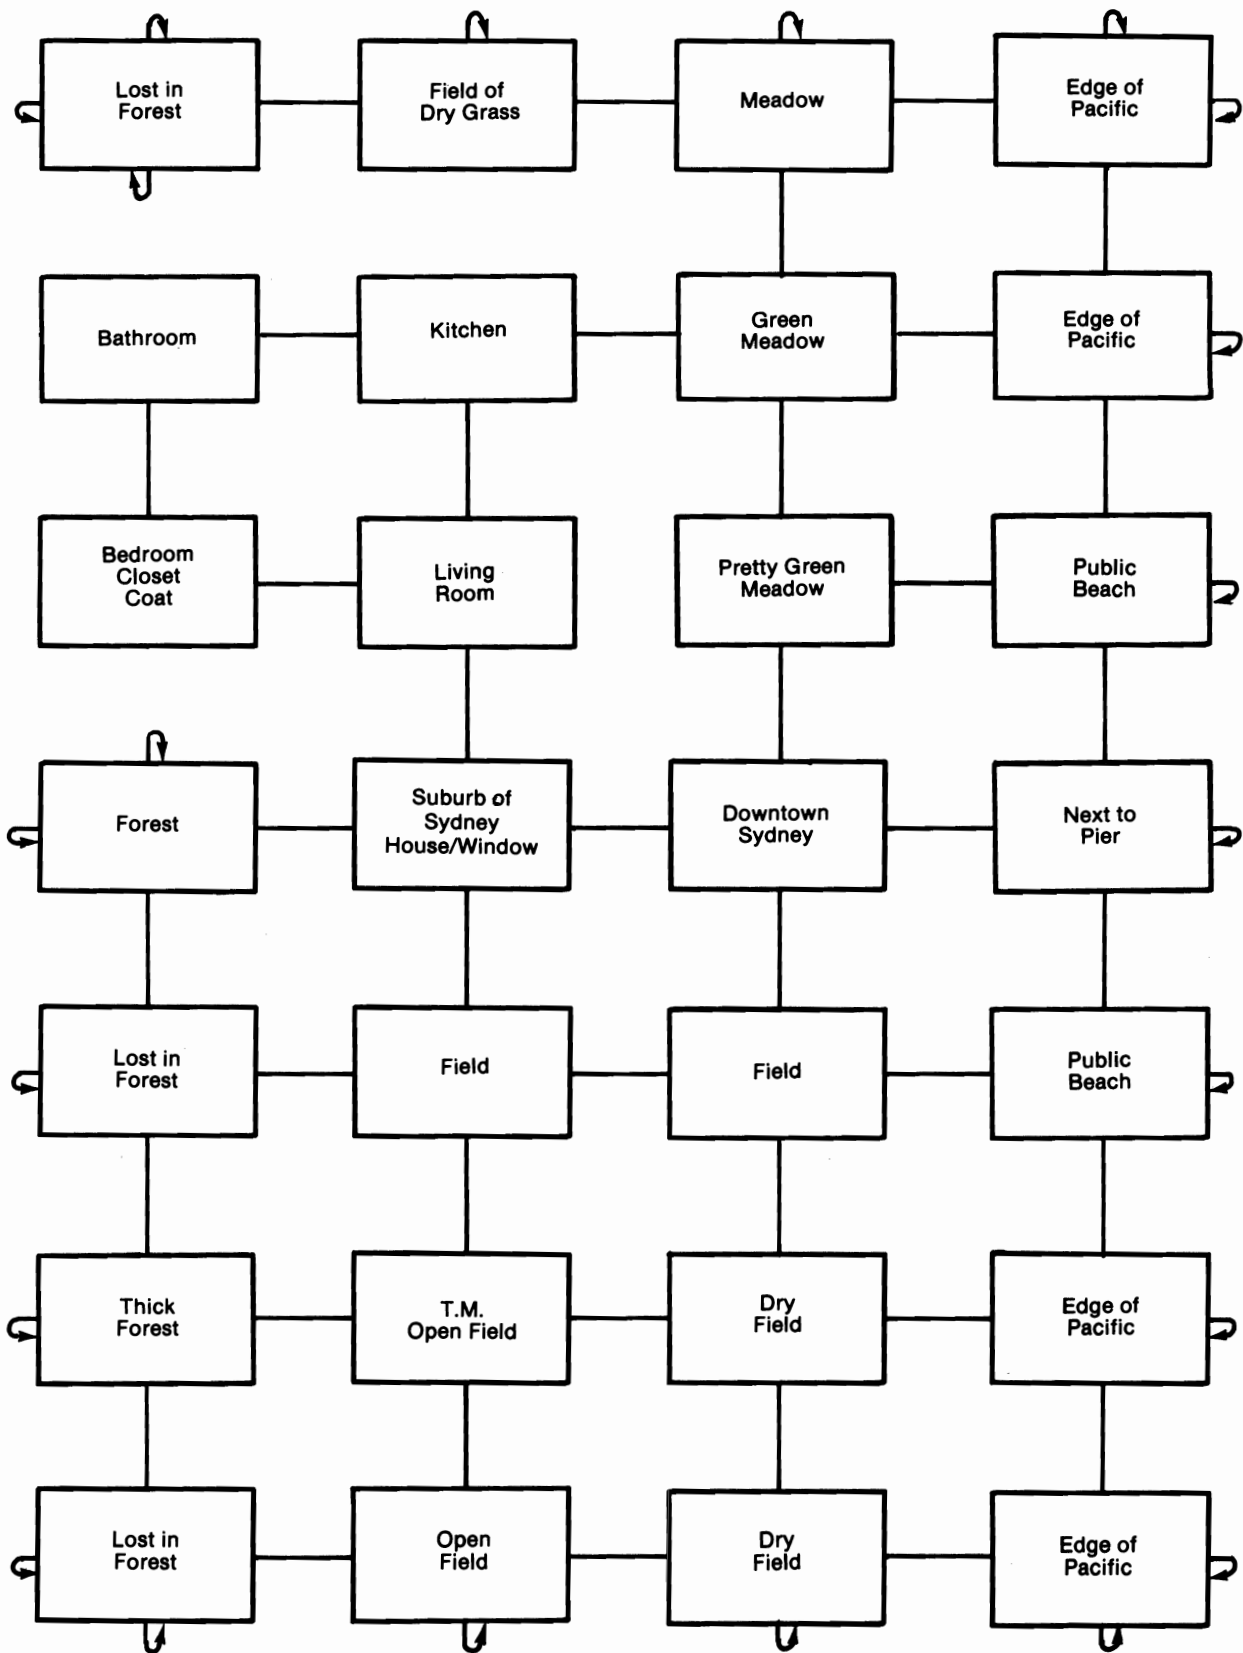 Lost in
Forest
Field of
Dry Grass
Meadow
Edge of
Pacific
Bathroom
Kitchen
Green
Meadow
Edge of
Pacific
Bedroom
Closet
Coat
Living
Room
Pretty Green
Meadow
Public
Beach
Forest
Suburb of
Sydney
House/Window
Downtown
Sydney
Next to
Pier
Lost in
Forest
Field
Field
Public
Beach
Thick
Forest
T.M.
Open Field
Dry
Field
Edge of
Pacific
Lost in
Forest
Open
Field
Dry
Field
Edge of
Pacific